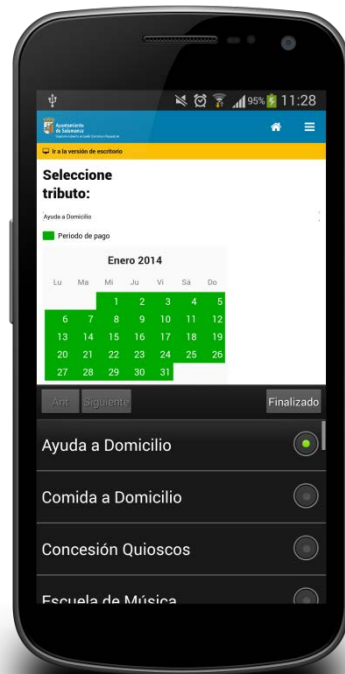 95% 11:28
Ayuntamiento
de Salamanca
Ir a la versión de escritorio
Seleccione
tributo:
Ayuda a Domicilio
Periodo de pago
Enero 2014
Lu Ma Mi Ju Vi Sá Do
1 2 3 4 5
6 7 8 9 10 11 12
13 14 15 16 17 18 19
20 21 22 23 24 25 26
27 28 29 30 31
Ant Siguiente Finalizado
Ayuda a Domicilio
Comida a Domicilio
Concesión Quioscos
Escuela de Música